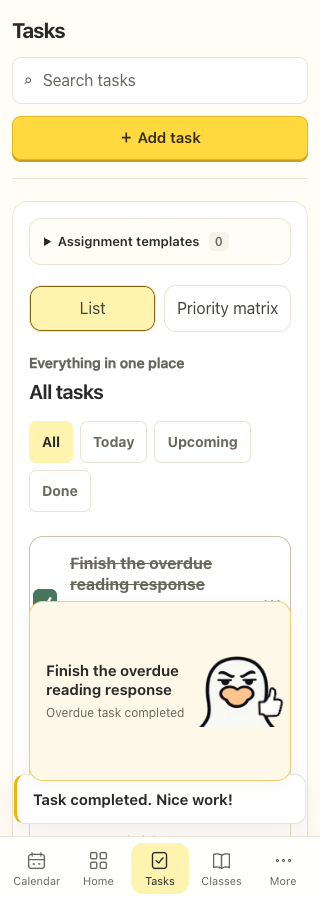 Tasks
Search tasks
+ Add task
Assignment templates 0
List
Priority matrix
Everything in one place
All tasks
All
Today
Upcoming
Done
Finish the overdue
reading response
Finish the overdue
reading response
Overdue task completed
Task completed. Nice work!
Calendar
Home
Tasks
Classes
More